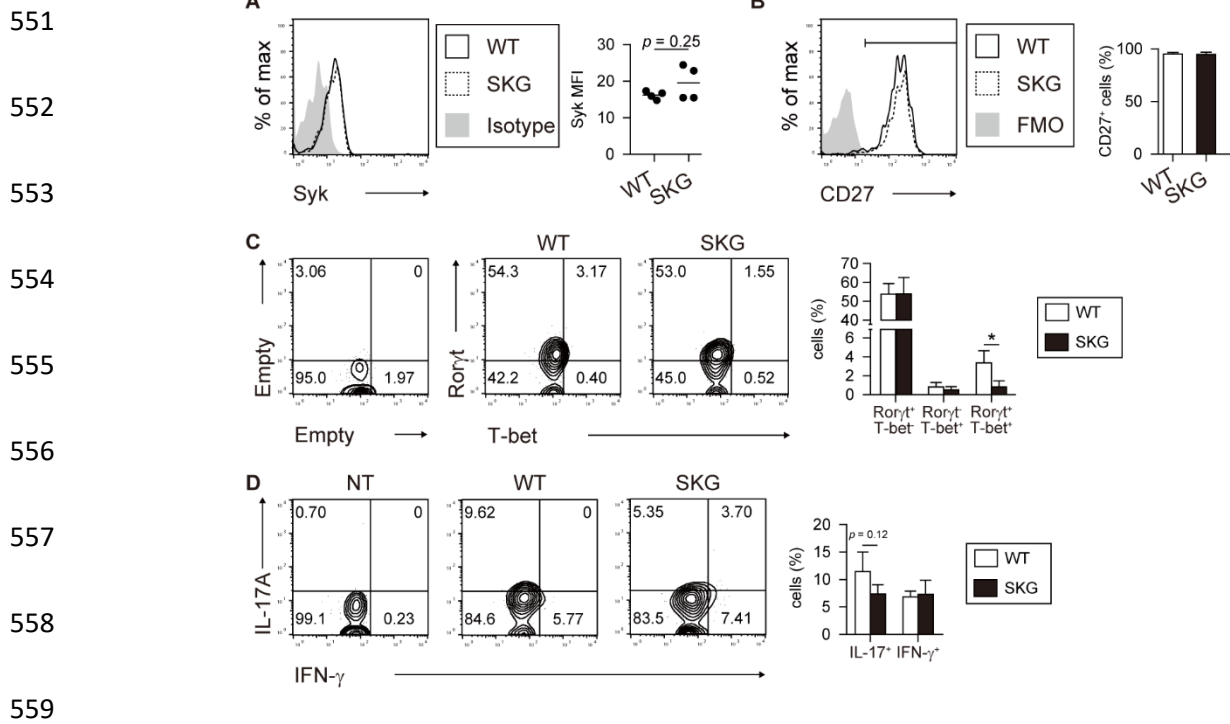 551
552
553
554
555
556
557
558
559
A
% of max
Syk
WT
SKG
Isotype
Syk MFI
30
20
10
0
p = 0.25
WT
SKG
B
% of max
CD27
WT
SKG
FMO
CD27⁺ cells (%)
100
50
0
WT
SKG
C
WT
SKG
Empty
3.06
0
95.0
1.97
Empty
Rorγt
54.3
3.17
42.2
0.40
53.0
1.55
45.0
0.52
T-bet
cells (%)
70
60
50
40
6
4
2
0
*
Rorγt⁺ Rorγt⁻ Rorγt⁺
T-bet⁻ T-bet⁺ T-bet⁺
WT
SKG
D
NT
WT
SKG
IL-17A
0.70
0
99.1
0.23
9.62
0
84.6
5.77
5.35
3.70
83.5
7.41
IFN-γ
cells (%)
20
15
10
5
0
p = 0.12
IL-17⁺ IFN-γ⁺
WT
SKG